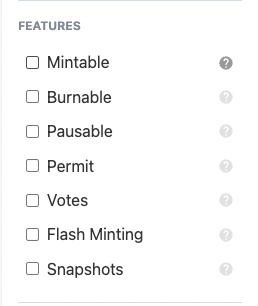 FEATURES
Mintable ?
Burnable ?
Pausable ?
Permit ?
Votes ?
Flash Minting ?
Snapshots ?